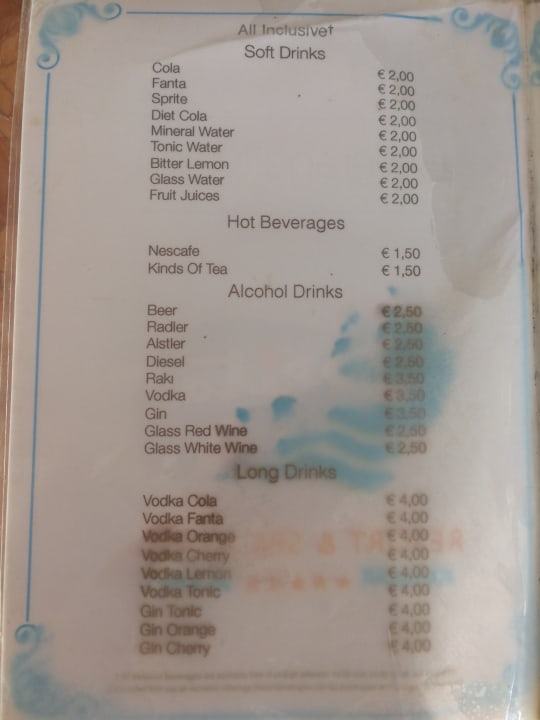 All Inclusive†
Soft Drinks
Cola € 2,00
Fanta € 2,00
Sprite € 2,00
Diet Cola € 2,00
Mineral Water € 2,00
Tonic Water € 2,00
Bitter Lemon € 2,00
Glass Water € 2,00
Fruit Juices € 2,00
Hot Beverages
Nescafe € 1,50
Kinds Of Tea € 1,50
Alcohol Drinks
Beer € 2,50
Radler € 2,50
Alstler € 2,50
Diesel € 2,50
Rakı € 3,50
Vodka € 3,50
Gin € 3,50
Glass Red Wine € 2,50
Glass White Wine € 2,50
Long Drinks
Vodka Cola € 4,00
Vodka Fanta € 4,00
Vodka Orange € 4,00
Vodka Cherry € 4,00
Vodka Lemon € 4,00
Vodka Tonic € 4,00
Gin Tonic € 4,00
Gin Orange € 4,00
Gin Cherry € 4,00